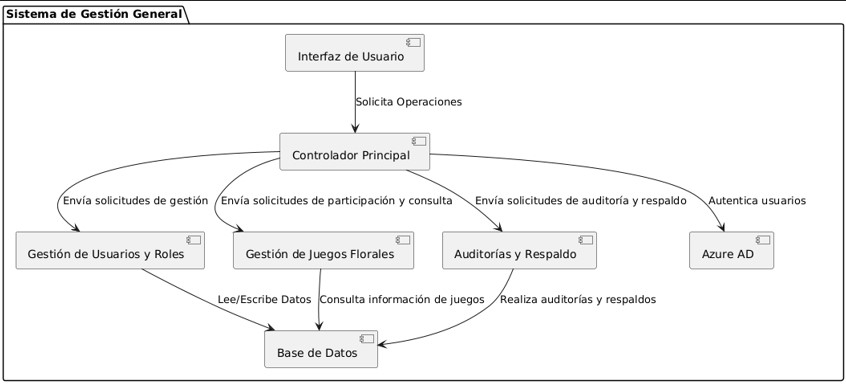 Sistema de Gestión General
Interfaz de Usuario
Solicita Operaciones
Controlador Principal
Envía solicitudes de gestión
Envía solicitudes de participación y consulta
Envía solicitudes de auditoría y respaldo
Autentica usuarios
Gestión de Usuarios y Roles
Gestión de Juegos Florales
Auditorías y Respaldo
Azure AD
Lee/Escribe Datos
Consulta información de juegos
Realiza auditorías y respaldos
Base de Datos